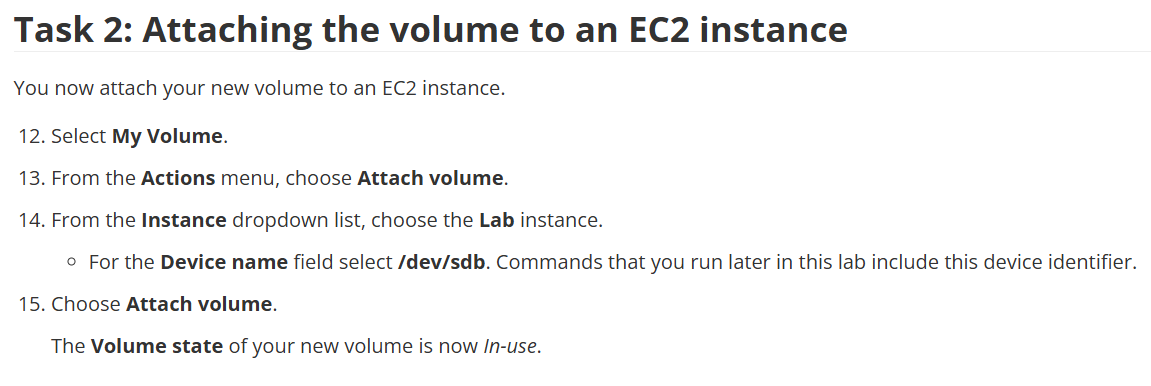 Task 2: Attaching the volume to an EC2 instance
You now attach your new volume to an EC2 instance.
12. Select My Volume.
13. From the Actions menu, choose Attach volume.
14. From the Instance dropdown list, choose the Lab instance.
○ For the Device name field select /dev/sdb. Commands that you run later in this lab include this device identifier.
15. Choose Attach volume.
The Volume state of your new volume is now In-use.